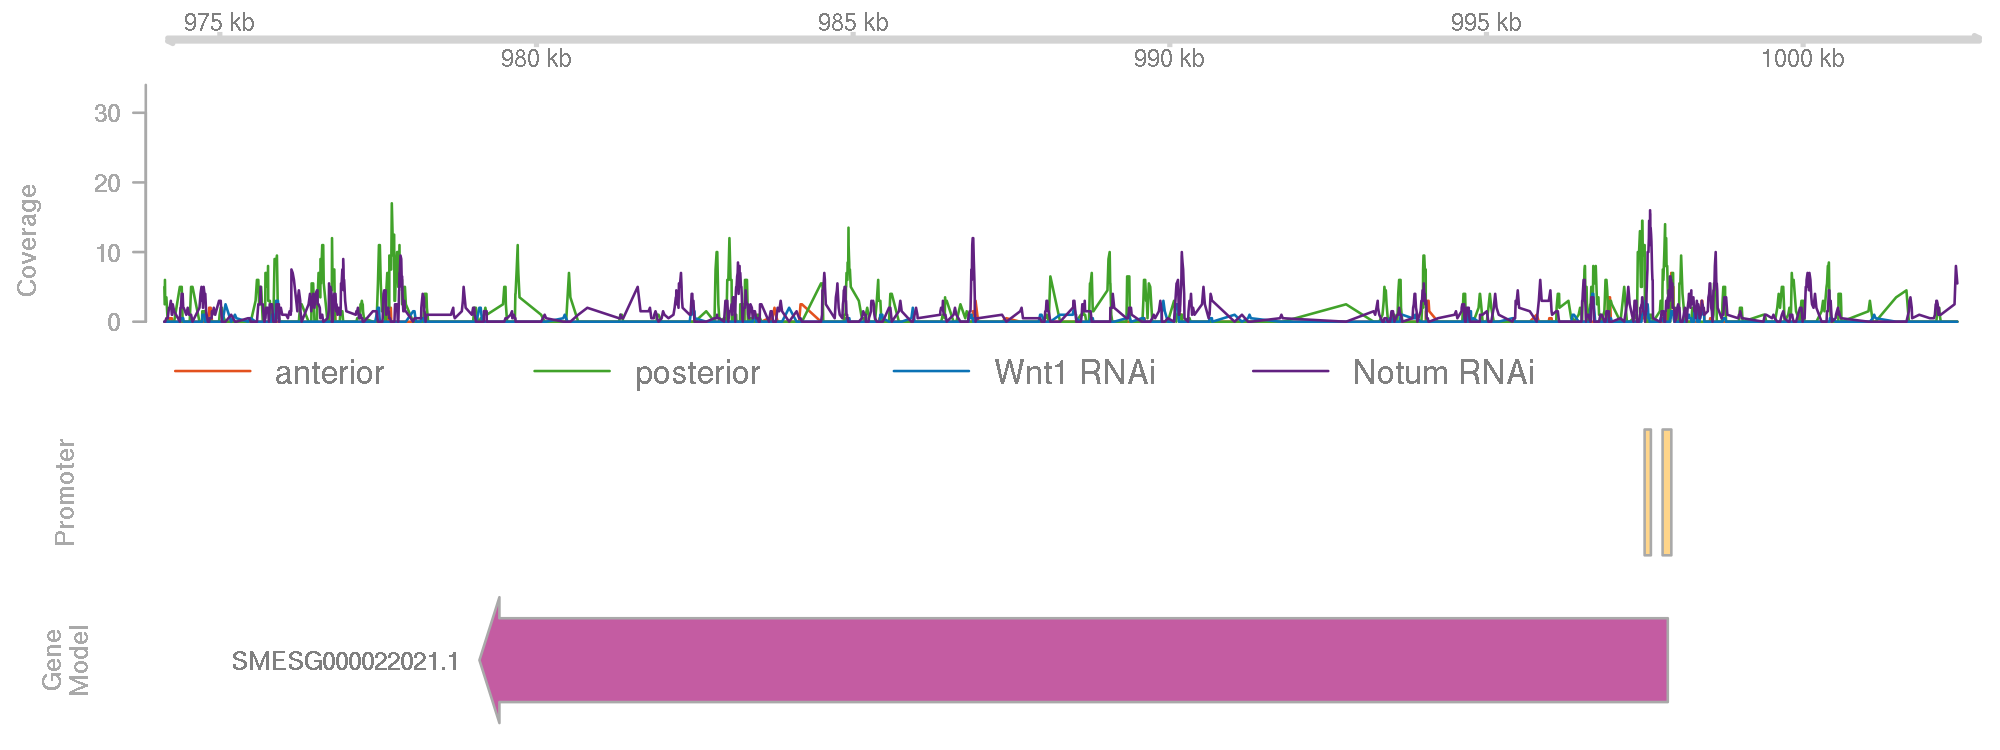 975 kb 985 kb 995 kb
980 kb 990 kb 1000 kb
30
20
10
0
Coverage
anterior posterior Wnt1 RNAi Notum RNAi
Promoter
Gene
Model
SMESG000022021.1